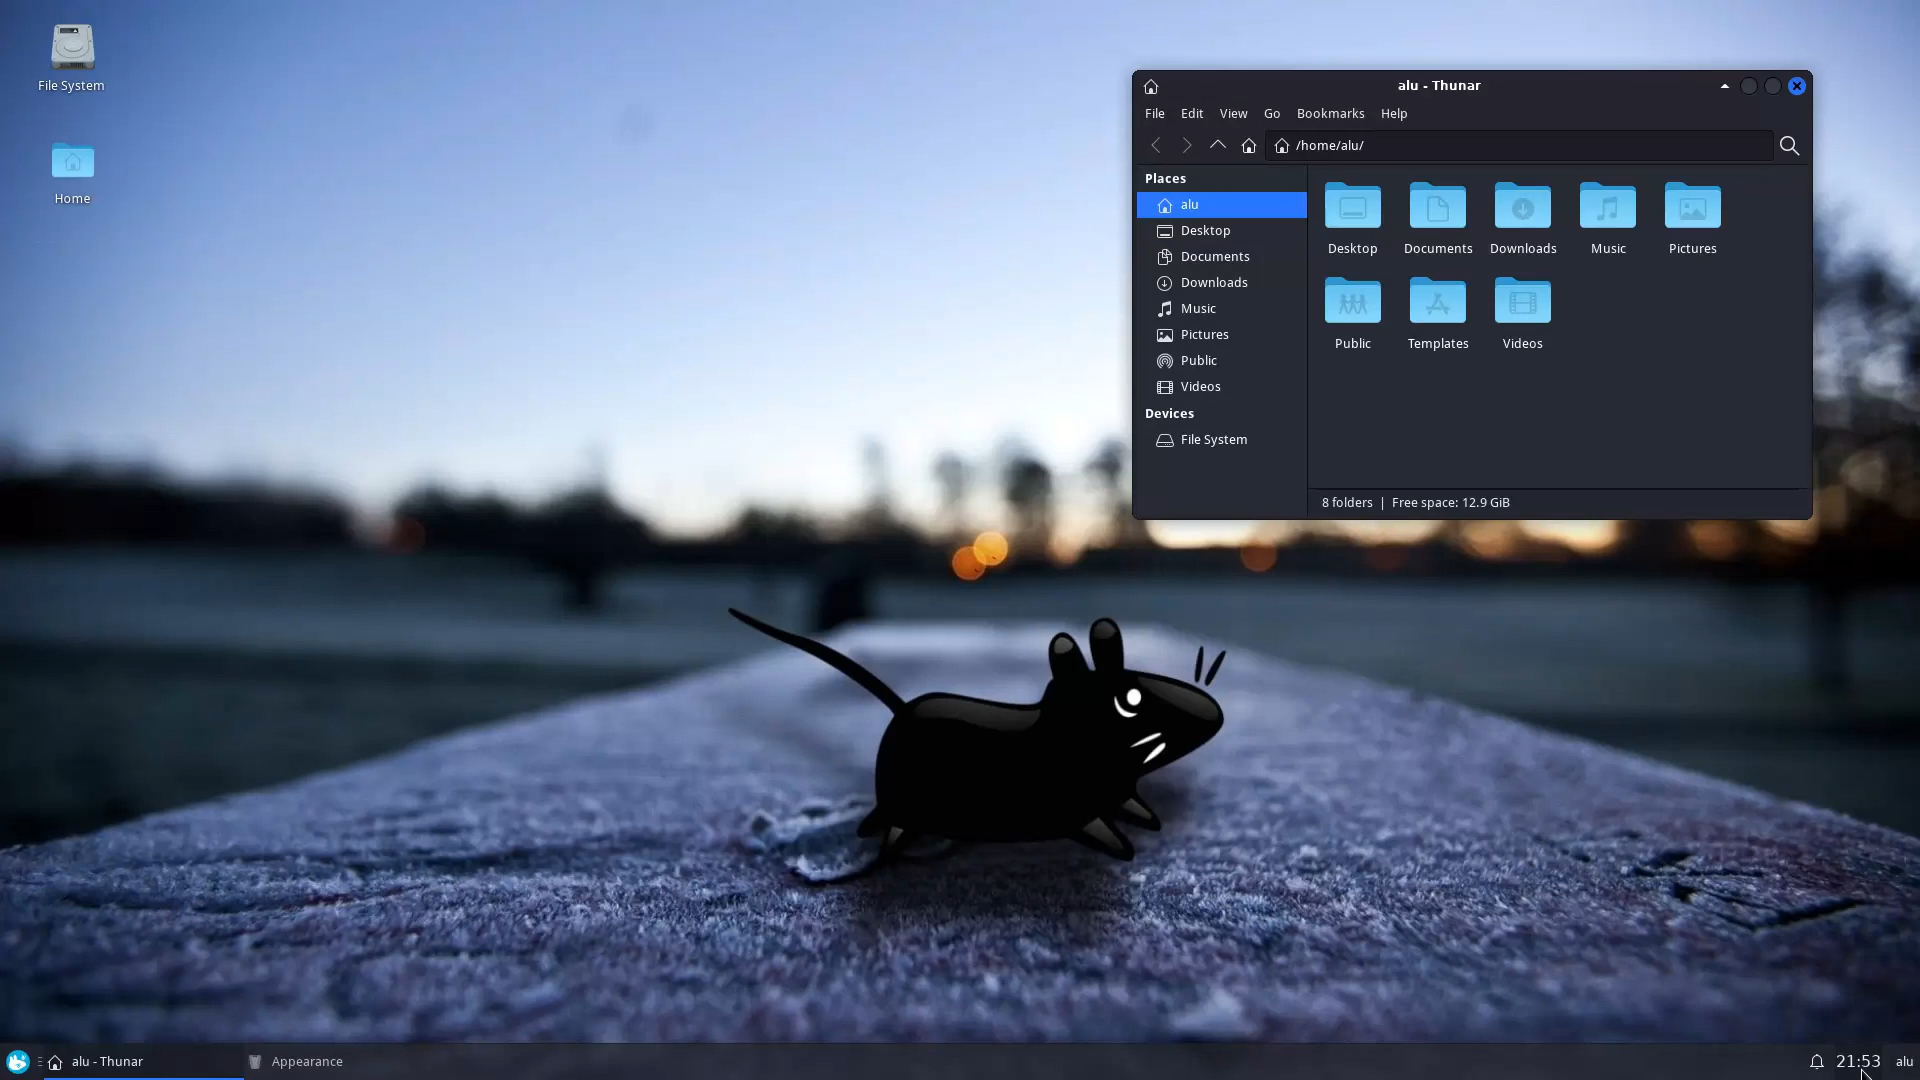 File System
Home
alu - Thunar
File Edit View Go Bookmarks Help
/home/alu/
Places
alu
Desktop
Documents
Downloads
Music
Pictures
Public
Videos
Devices
File System
Desktop Documents Downloads Music Pictures
Public Templates Videos
8 folders | Free space: 12.9 GiB
alu - Thunar Appearance 21:53 alu